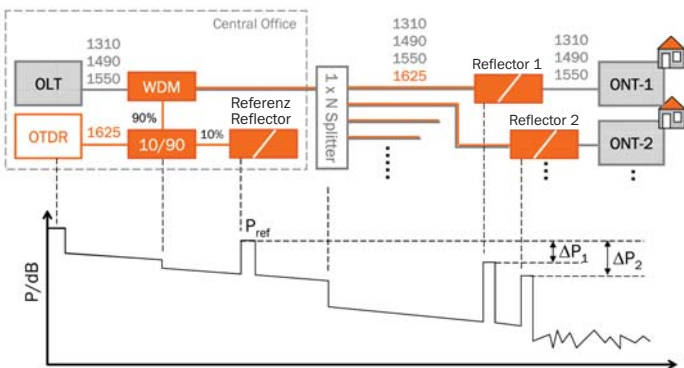 Central Office
1310
1490
1550
OLT
WDM
90%
OTDR
1625
10/90
10%
Referenz
Reflector
1 x N Splitter
1310
1490
1550
1625
Reflector 1
1310
1490
1550
ONT-1
Reflector 2
ONT-2
P/dB
Pref
ΔP1
ΔP2